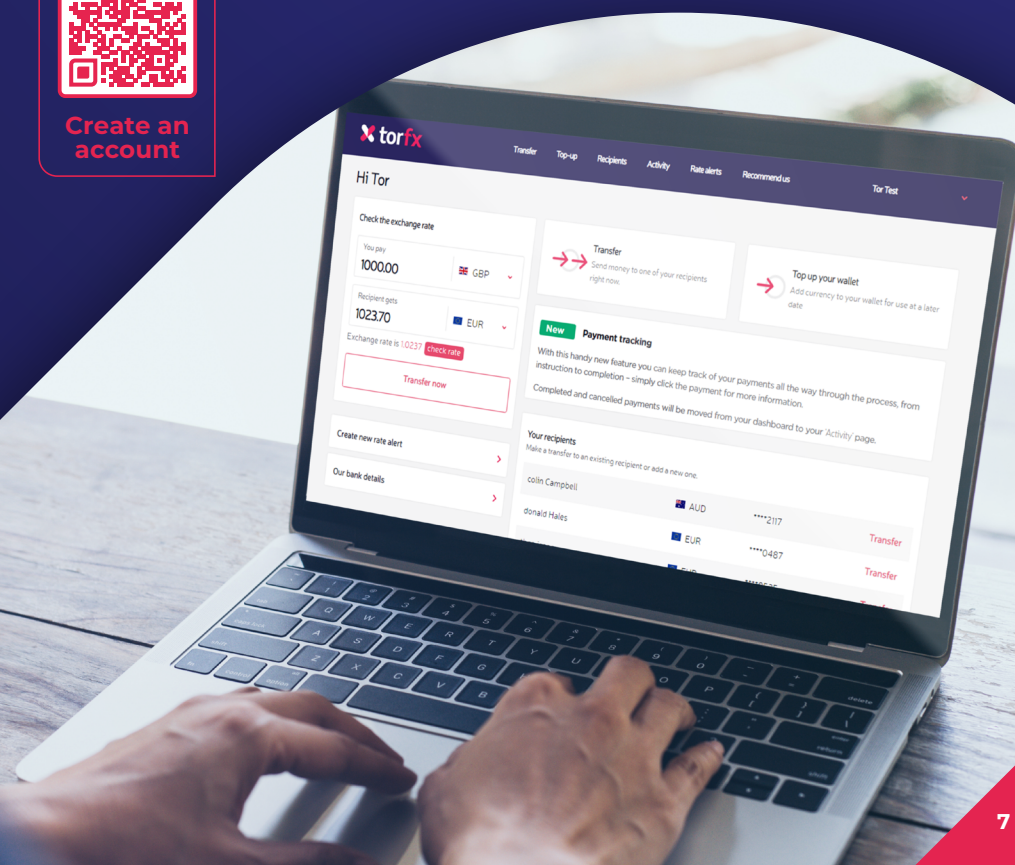 Create an
account
torfx
Transfer
Top-up
Recipients
Activity
Rate alerts
Recommend us
Tor Test
Hi Tor
Check the exchange rate
You pay
1000.00
GBP
Recipient gets
1023.70
EUR
Exchange rate is 1.0237 check rate
Transfer now
Create new rate alert
Our bank details
Transfer
Send money to one of your recipients
right now.
Top up your wallet
Add currency to your wallet for use at a later
date
New Payment tracking
With this handy new feature you can keep track of your payments all the way through the process, from
instruction to completion – simply click the payment for more information.
Completed and cancelled payments will be moved from your dashboard to your 'Activity' page.
Your recipients
Make a transfer to an existing recipient or add a new one.
colin Campbell AUD ****2117 Transfer
donald Hales EUR ****0487 Transfer
EUR
7